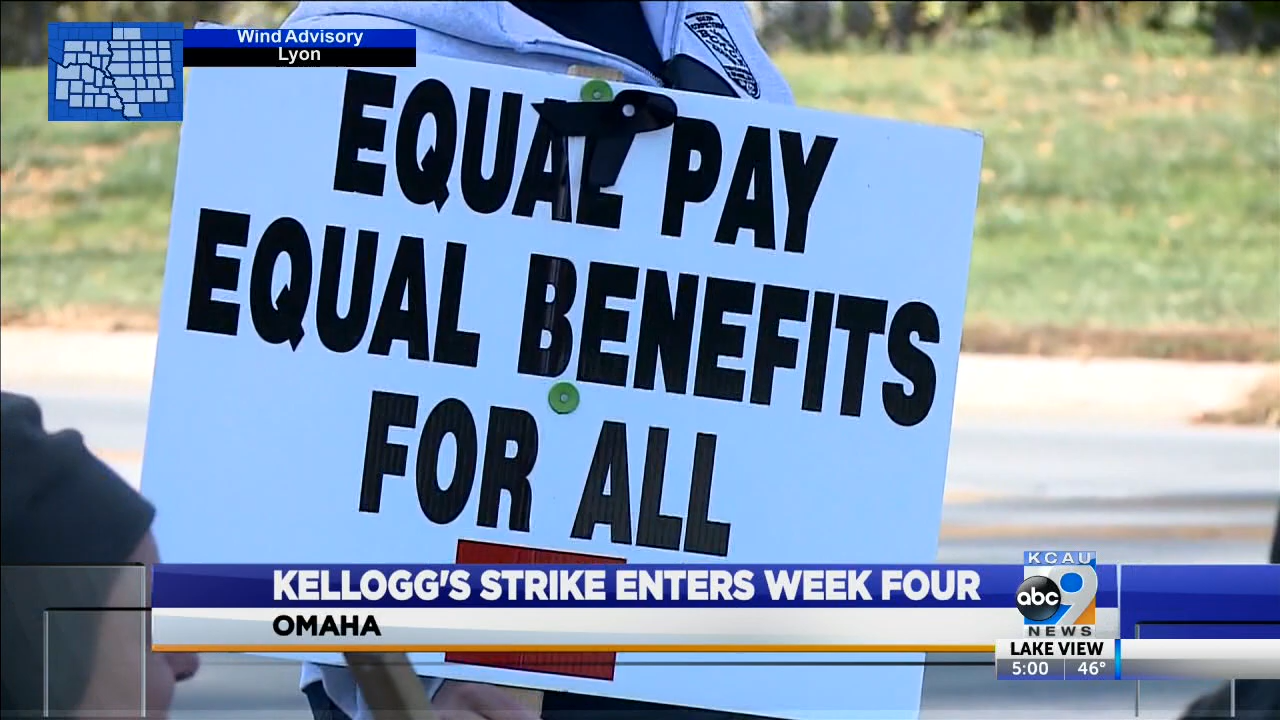 Wind Advisory
Lyon
EQUAL PAY
EQUAL BENEFITS
FOR ALL
KELLOGG'S STRIKE ENTERS WEEK FOUR
OMAHA
KCAU
abc 9
NEWS
LAKE VIEW
5:00 46°